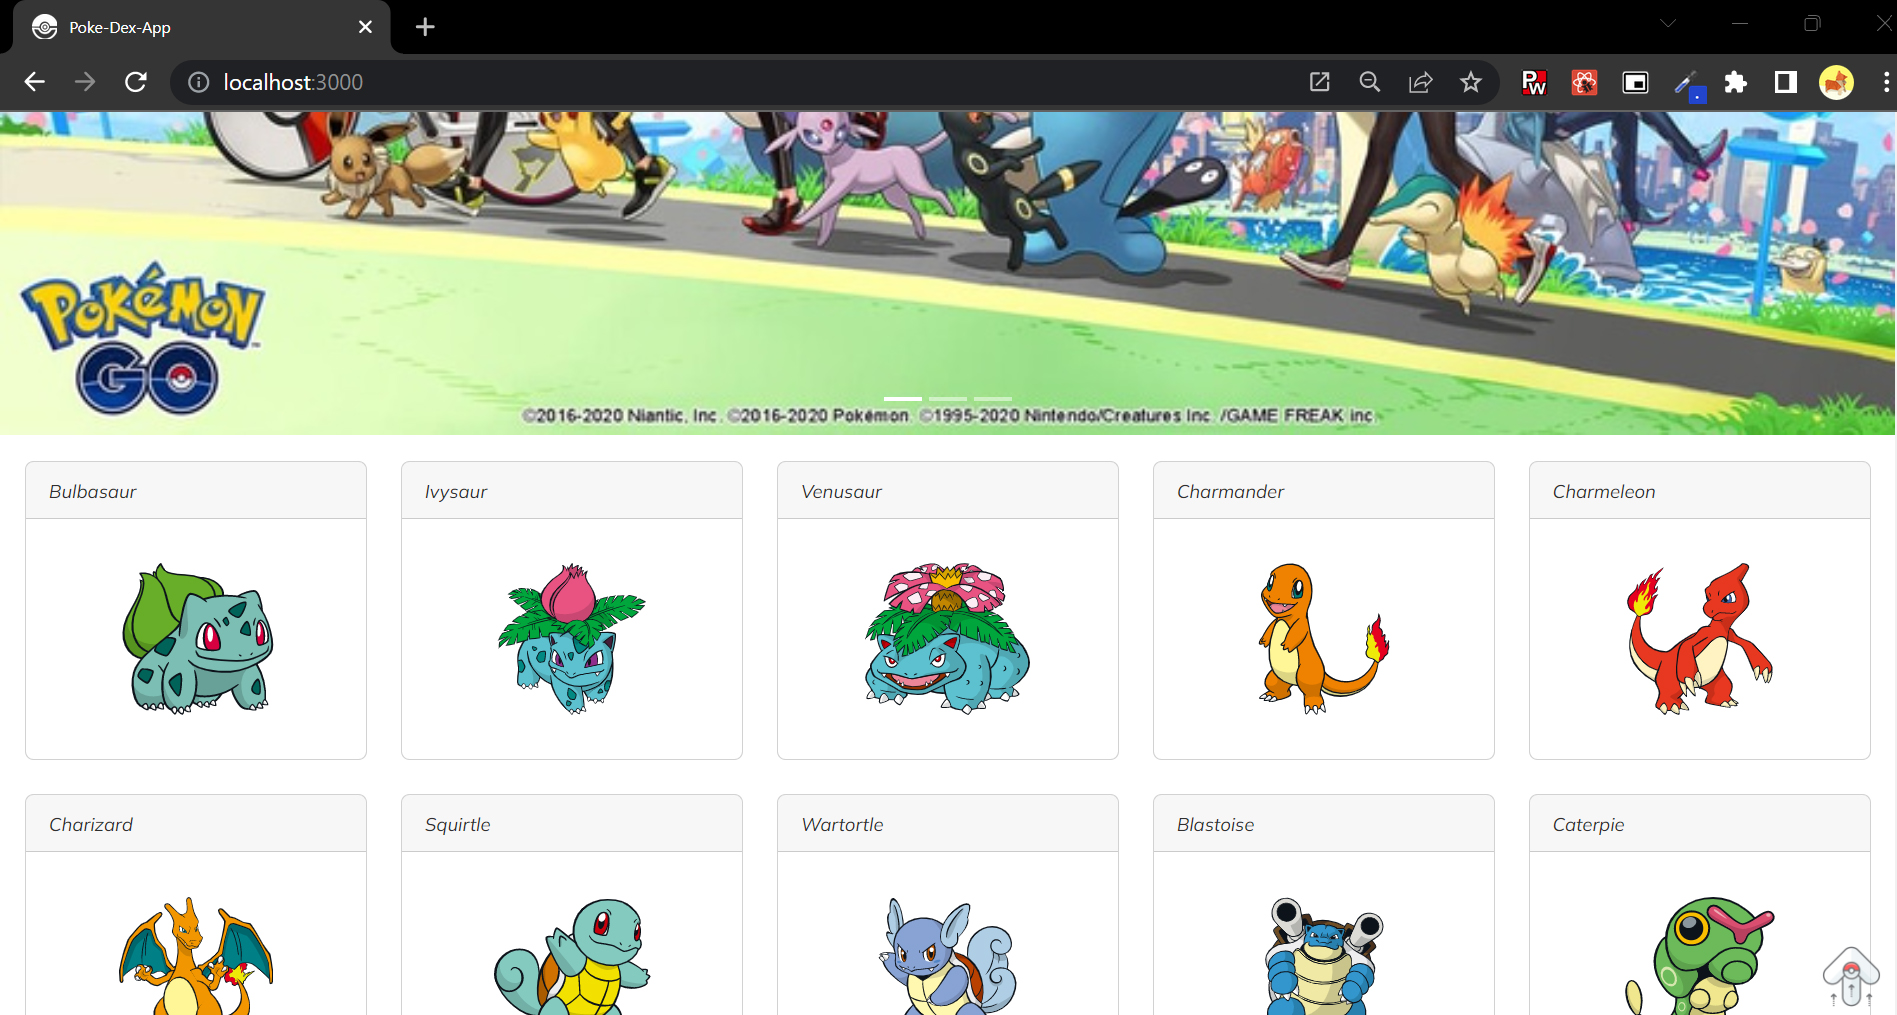 Poke-Dex-App
localhost:3000
PW
POKéMON
GO
©2016-2020 Niantic, Inc. ©2016-2020 Pokémon. ©1995-2020 Nintendo/Creatures Inc. /GAME FREAK inc.
Bulbasaur
Ivysaur
Venusaur
Charmander
Charmeleon
Charizard
Squirtle
Wartortle
Blastoise
Caterpie